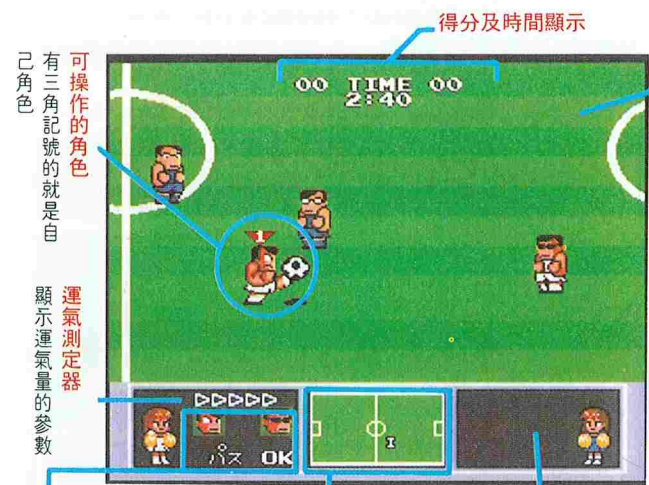 得分及時間顯示
可操作的角色
有三角記號的就是自
己角色
運氣測定器
顯示運氣量的參數
00 TIME 00
2:40
1
パス OK
I